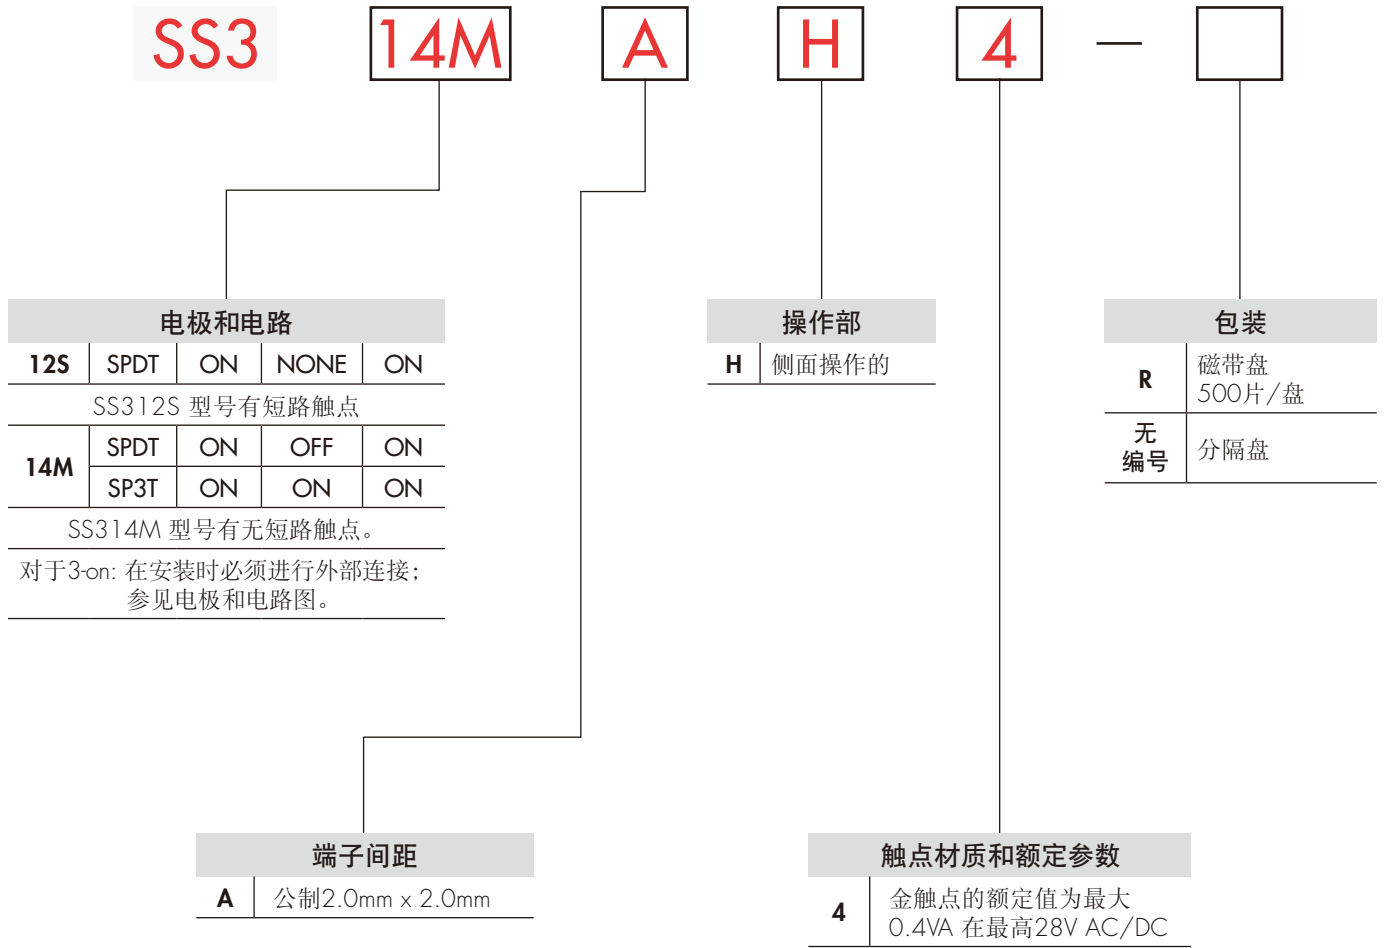 SS3 14M A H 4 —
电极和电路
12S SPDT ON NONE ON
SS312S 型号有短路触点
14M SPDT ON OFF ON
SP3T ON ON ON
SS314M 型号有无短路触点。
对于3-on: 在安装时必须进行外部连接;
参见电极和电路图。
操作部
H 侧面操作的
包装
R 磁带盘
500片/盘
无
编号 分隔盘
端子间距
A 公制2.0mm x 2.0mm
触点材质和额定参数
4 金触点的额定值为最大
0.4VA 在最高28V AC/DC